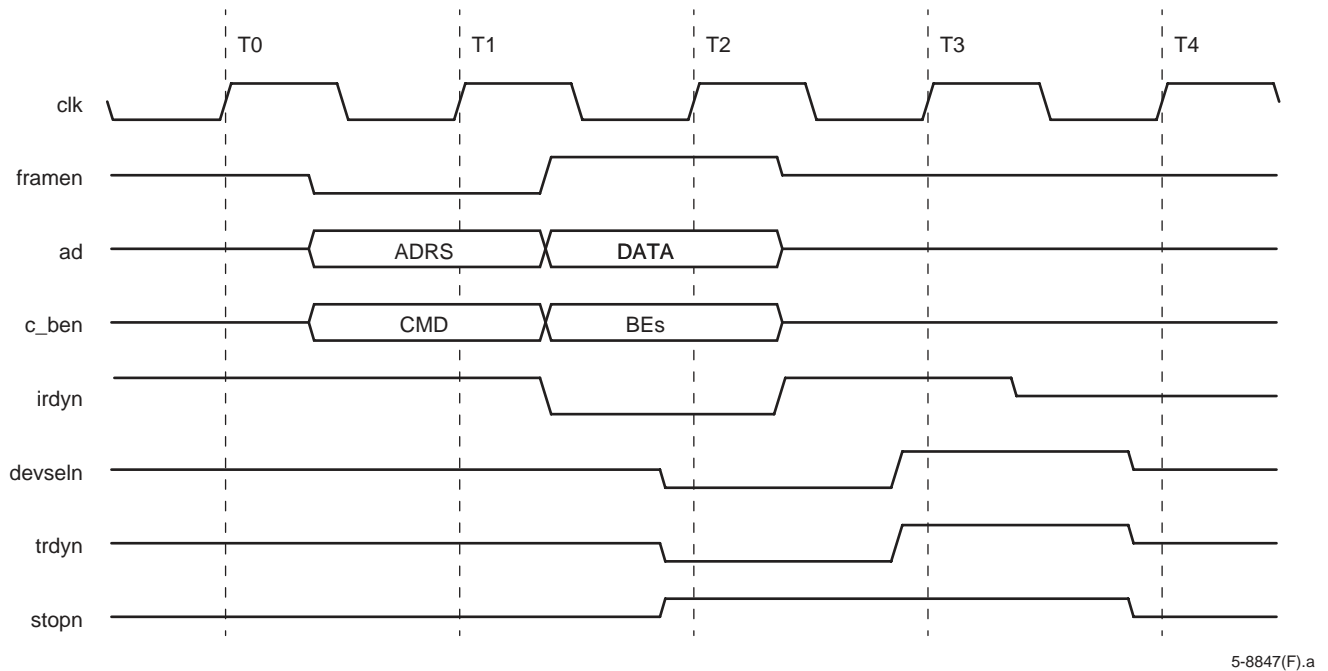 T0 T1 T2 T3 T4
clk
framen
ad ADRS DATA
c_ben CMD BEs
irdyn
devseln
trdyn
stopn
5-8847(F).a